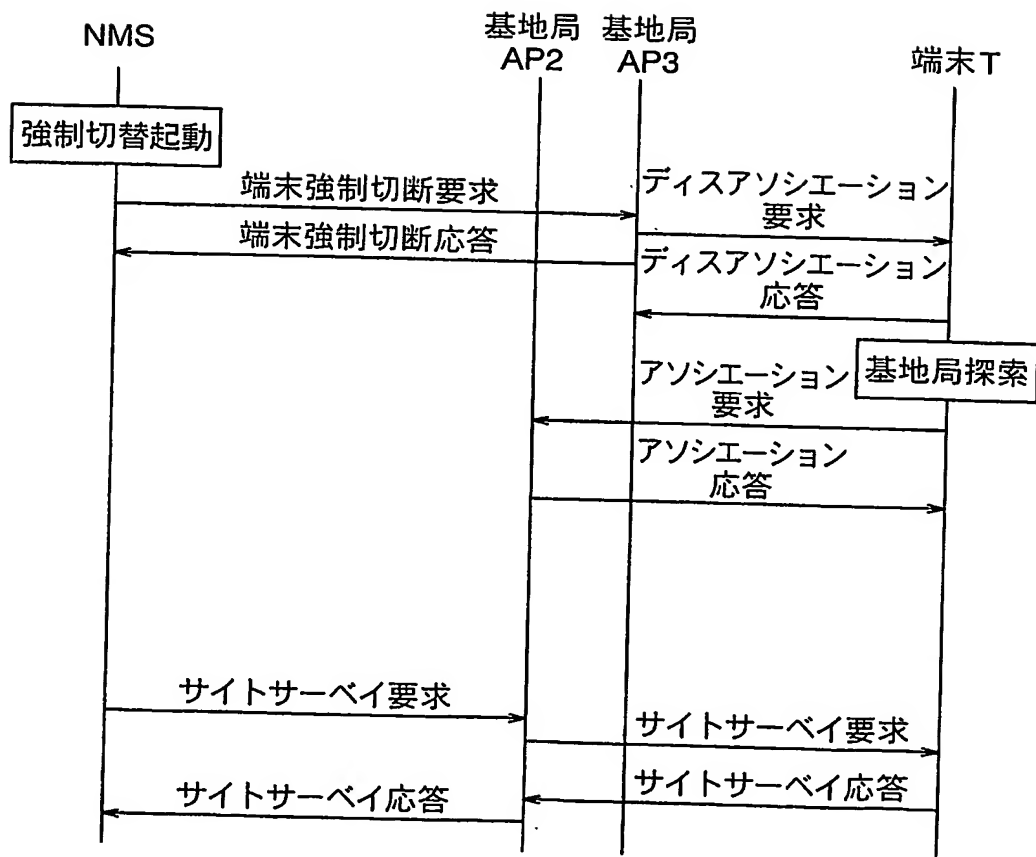 NMS
基地局
AP2
基地局
AP3
端末T
強制切替起動
端末強制切断要求
ディスアソシエーション
要求
端末強制切断応答
ディスアソシエーション
応答
基地局探索
アソシエーション
要求
アソシエーション
応答
サイトサーベイ要求
サイトサーベイ要求
サイトサーベイ応答
サイトサーベイ応答